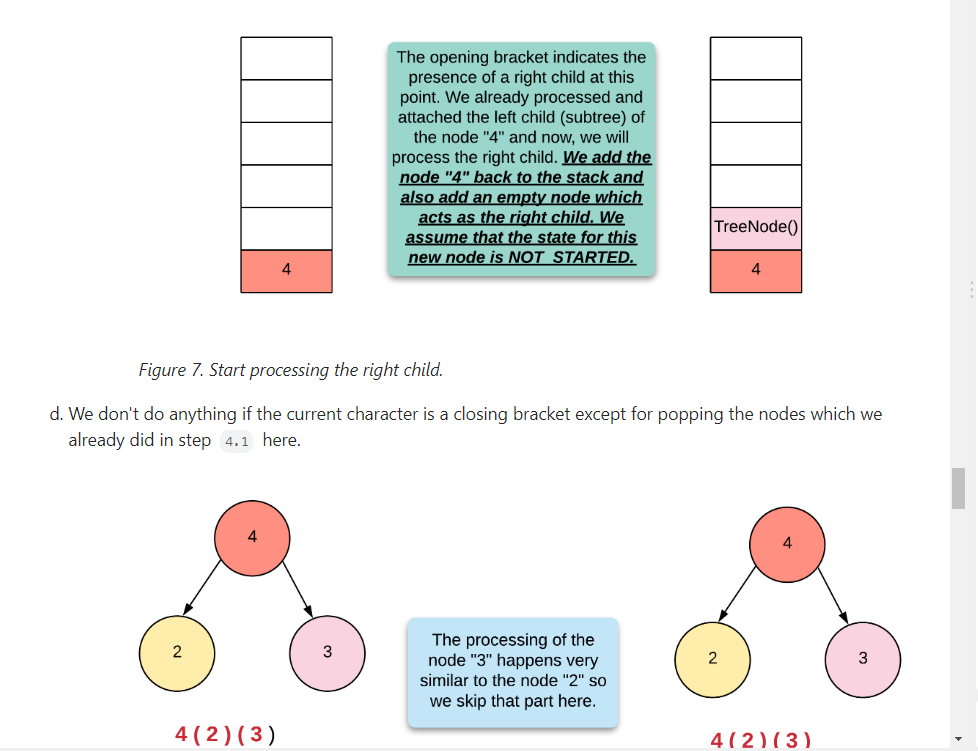 The opening bracket indicates the
presence of a right child at this
point. We already processed and
attached the left child (subtree) of
the node "4" and now, we will
process the right child. We add the
node "4" back to the stack and
also add an empty node which
acts as the right child. We
assume that the state for this
new node is NOT_STARTED.
TreeNode()
4
4
Figure 7. Start processing the right child.
d. We don't do anything if the current character is a closing bracket except for popping the nodes which we
already did in step 4.1 here.
4
4
2
3
The processing of the
node "3" happens very
similar to the node "2" so
we skip that part here.
2
3
4(2)(3)
4(2)(3)